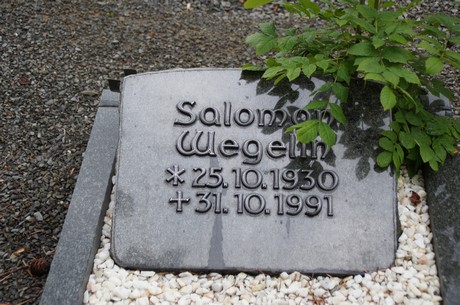 Salomon
Wegelin
* 25.10.1930
+ 31.10.1991